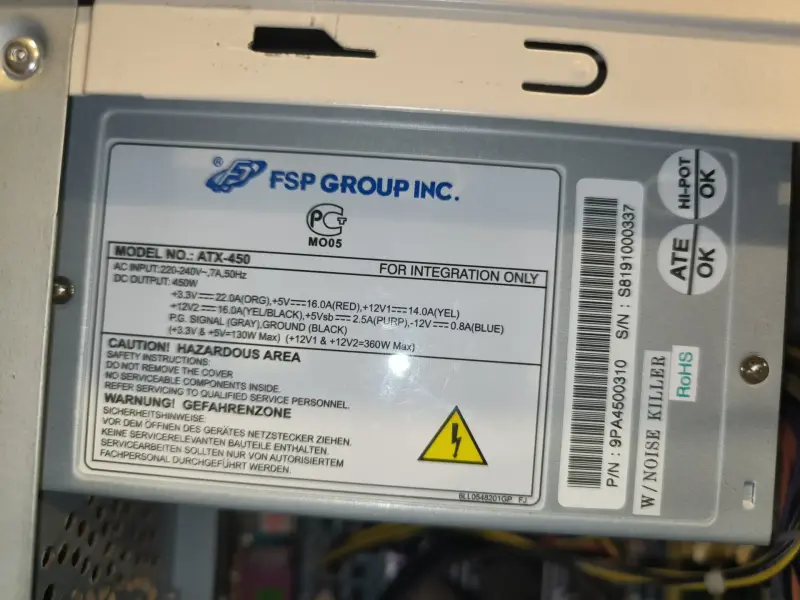 ® FSP GROUP INC.
PCT
MO05
MODEL NO.: ATX-450
FOR INTEGRATION ONLY
AC INPUT:220-240V~,7A,50Hz
DC OUTPUT: 450W
+3.3V⎓22.0A(ORG),+5V⎓16.0A(RED),+12V1⎓14.0A(YEL)
+12V2⎓16.0A(YEL/BLACK),+5Vsb⎓2.5A(PURP),-12V⎓0.8A(BLUE)
P.G. SIGNAL (GRAY),GROUND (BLACK)
(+3.3V & +5V=130W Max) (+12V1 & +12V2=360W Max)
CAUTION! HAZARDOUS AREA
SAFETY INSTRUCTIONS:
DO NOT REMOVE THE COVER
NO SERVICEABLE COMPONENTS INSIDE.
REFER SERVICING TO QUALIFIED SERVICE PERSONNEL.
WARNUNG! GEFAHRENZONE
SICHERHEITSHINWEISE:
VOR DEM ÖFFNEN DES GERÄTES NETZSTECKER ZIEHEN.
KEINE SERVICERELEVANTEN BAUTEILE ENTHALTEN.
SERVICEARBEITEN SOLLTEN NUR VON AUTORISIERTEM
FACHPERSONAL DURCHGEFÜHRT WERDEN.
6LL0548201GP FJ
P/N : 9PA4500310 S/N : S8191000337
W/NOISE KILLER
RoHS
HI-POT
OK
ATE
OK